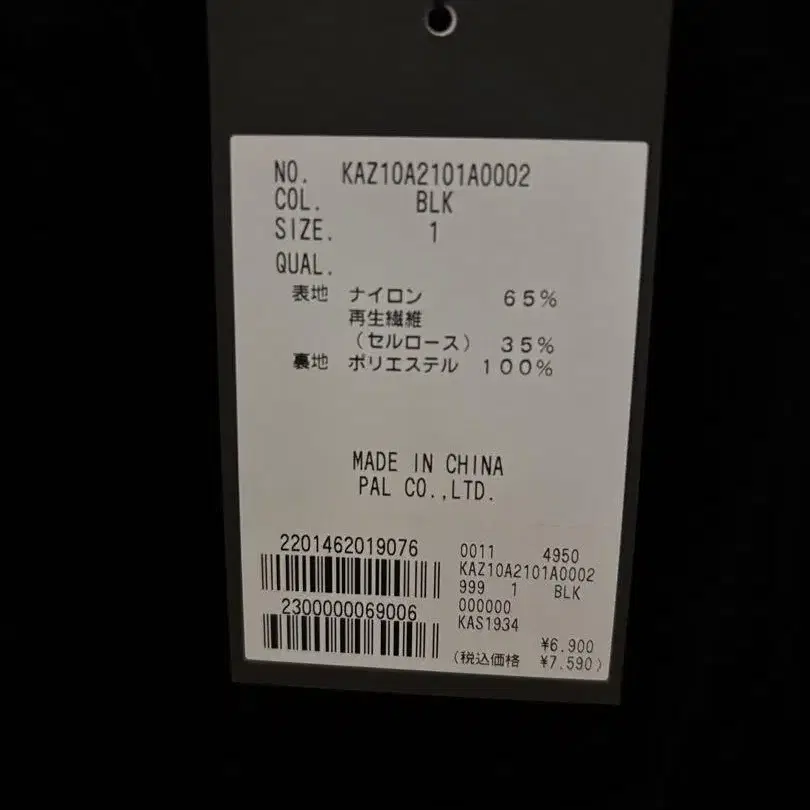 NO. KAZ10A2101A0002
COL. BLK
SIZE. 1
QUAL.
表地 ナイロン 65%
再生繊維
(セルロース) 35%
裏地 ポリエステル 100%
MADE IN CHINA
PAL CO.,LTD.
2201462019076
2300000069006
0011 4950
KAZ10A2101A0002
999 1 BLK
000000
KAS1934
¥6.900
(税込価格 ¥7.590)